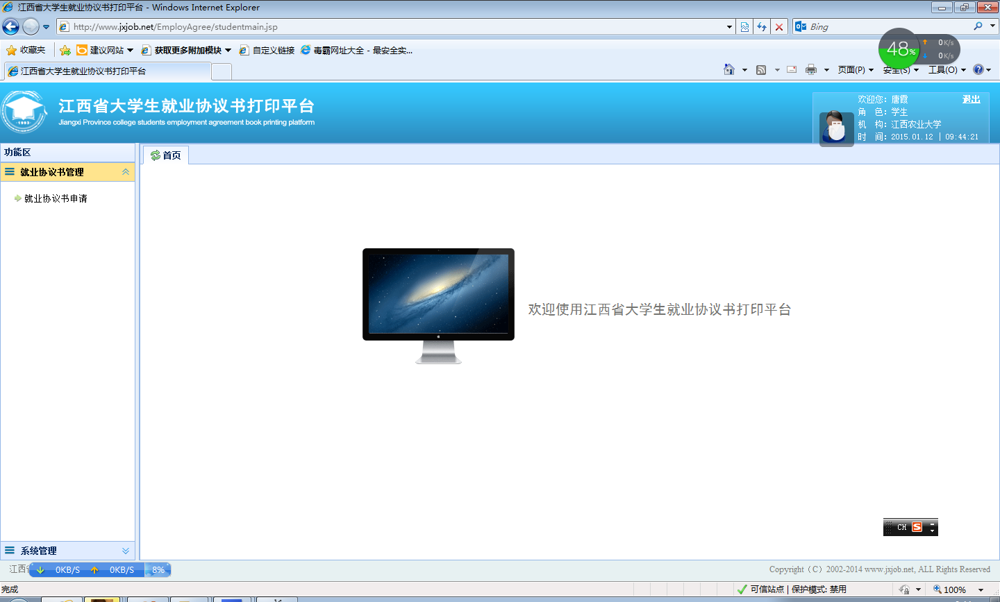 江西省大学生就业协议书打印平台 - Windows Internet Explorer
http://www.jxjob.net/EmployAgree/studentmain.jsp
Bing
收藏夹
建议网站
获取更多附加模块
自定义链接
毒霸网址大全 - 最安全实...
48%
0K/s
0K/s
江西省大学生就业协议书打印平台
页面(P)
安全(S)
工具(O)
江西省大学生就业协议书打印平台
Jiangxi Province college students employment agreement book printing platform
欢迎您：唐霞
退出
角 色：学生
机 构：江西农业大学
时 间：2015.01.12 | 09:44:21
功能区
首页
就业协议书管理
就业协议书申请
欢迎使用江西省大学生就业协议书打印平台
CH
系统管理
江西
0KB/S
0KB/S
8%
Copyright（C）2002-2014 www.jxjob.net, ALL Rights Reserved
完成
可信站点 | 保护模式: 禁用
100%